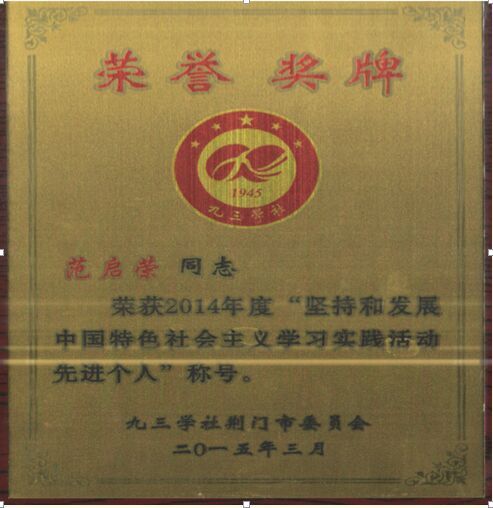 荣誉 奖牌
1945
九三学社
范启荣 同志
荣获2014年度“坚持和发展
中国特色社会主义学习实践活动
先进个人”称号。
九三学社荆门市委员会
二〇一五年三月